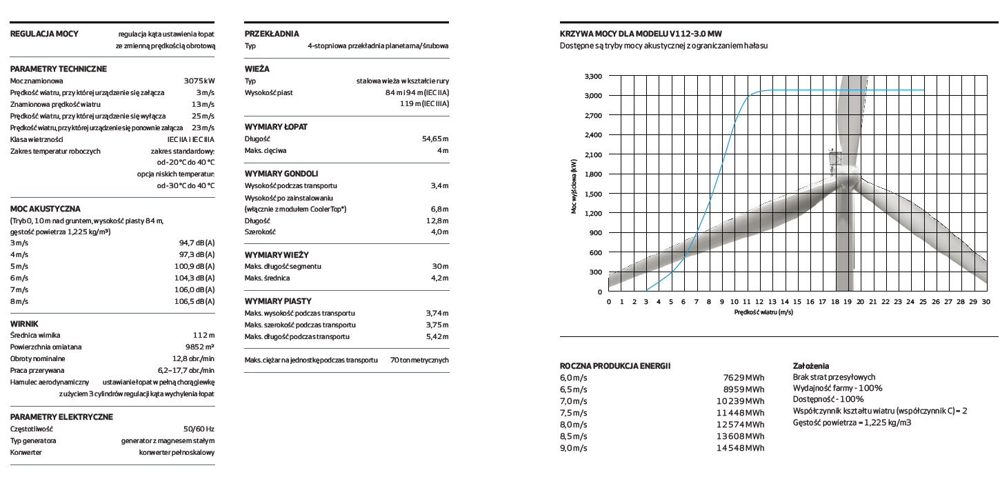 REGULACJA MOCY regulacja kąta ustawienia łopat
ze zmienną prędkością obrotową
PARAMETRY TECHNICZNE
Moc znamionowa 3075 kW
Prędkość wiatru, przy której urządzenie się załącza 3 m/s
Znamionowa prędkość wiatru 13 m/s
Prędkość wiatru, przy której urządzenie się wyłącza 25 m/s
Prędkość wiatru, przy której urządzenie się ponownie załącza 23 m/s
Klasa wietrzności IEC IIA i IEC IIIA
Zakres temperatur roboczych zakres standardowy:
od -20 °C do 40 °C
opcja niskich temperatur:
od -30 °C do 40 °C
MOC AKUSTYCZNA
(Tryb 0, 10 m nad gruntem, wysokość piasty 84 m,
gęstość powietrza 1,225 kg/m³)
3 m/s 94,7 dB (A)
4 m/s 97,3 dB (A)
5 m/s 100,9 dB (A)
6 m/s 104,3 dB (A)
7 m/s 106,0 dB (A)
8 m/s 106,5 dB (A)
WIRNIK
Średnica wirnika 112 m
Powierzchnia omiatana 9852 m²
Obroty nominalne 12,8 obr./min
Praca przerywana 6,2–17,7 obr./min
Hamulec aerodynamiczny ustawianie łopat w pełną chorągiewkę
z użyciem 3 cylindrów regulacji kąta wychylenia łopat
PARAMETRY ELEKTRYCZNE
Częstotliwość 50/60 Hz
Typ generatora generator z magnesem stałym
Konwerter konwerter pełnoskalowy
PRZEKŁADNIA
Typ 4-stopniowa przekładnia planetarna/śrubowa
WIEŻA
Typ stalowa wieża w kształcie rury
Wysokość piast 84 m i 94 m (IEC IIA)
119 m (IEC IIIA)
WYMIARY ŁOPAT
Długość 54,65 m
Maks. cięciwa 4 m
WYMIARY GONDOLI
Wysokość podczas transportu 3,4 m
Wysokość po zainstalowaniu
(włącznie z modułem CoolerTop®) 6,8 m
Długość 12,8 m
Szerokość 4,0 m
WYMIARY WIEŻY
Maks. długość segmentu 30 m
Maks. średnica 4,2 m
WYMIARY PIASTY
Maks. wysokość podczas transportu 3,74 m
Maks. szerokość podczas transportu 3,75 m
Maks. długość podczas transportu 5,42 m
Maks. ciężar na jednostkę podczas transportu 70 ton metrycznych
KRZYWA MOCY DLA MODELU V112-3.0 MW
Dostępne są tryby mocy akustycznej z ograniczaniem hałasu
3,300
3,000
2,700
2,400
2,100
1,800
1,500
1,200
900
600
300
0
Moc wyjściowa (kW)
0 1 2 3 4 5 6 7 8 9 10 11 12 13 14 15 16 17 18 19 20 21 22 23 24 25 26 27 28 29 30
Prędkość wiatru (m/s)
ROCZNA PRODUKCJA ENERGII
6,0 m/s 7629 MWh
6,5 m/s 8959 MWh
7,0 m/s 10 239 MWh
7,5 m/s 11 448 MWh
8,0 m/s 12 574 MWh
8,5 m/s 13 608 MWh
9,0 m/s 14 548 MWh
Założenia
Brak strat przesyłowych
Wydajność farmy - 100%
Dostępność - 100%
Współczynnik kształtu wiatru (współczynnik C) = 2
Gęstość powietrza = 1,225 kg/m3